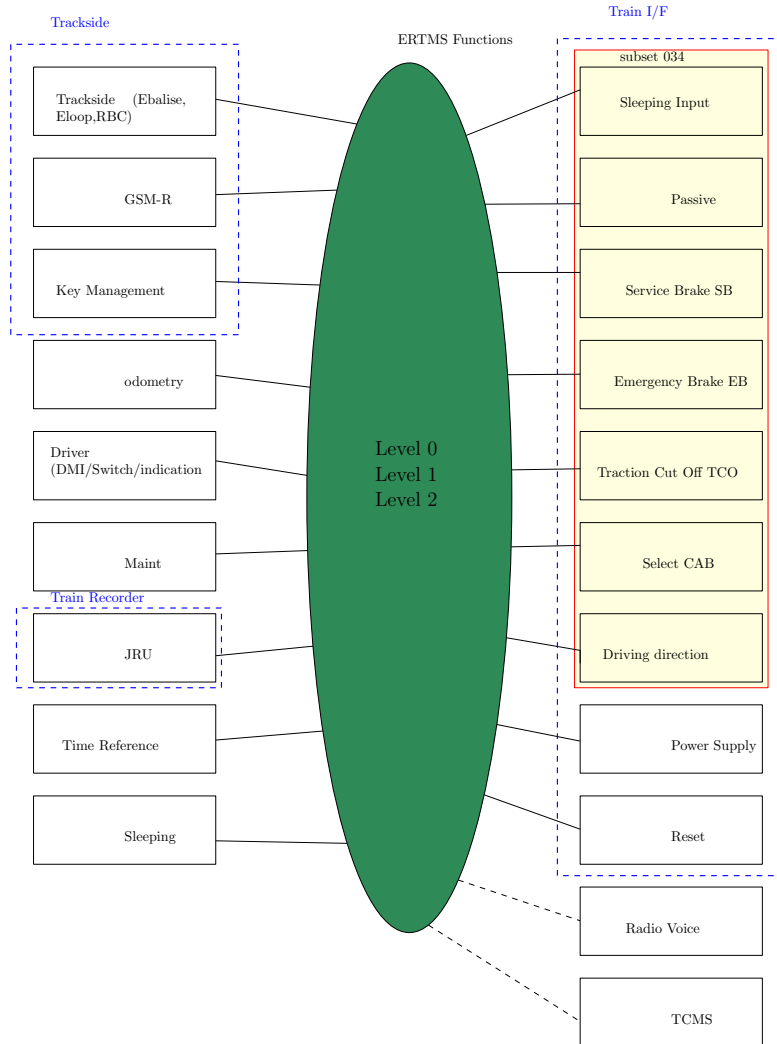 Trackside
Trackside (Ebalise,
Eloop,RBC)
GSM-R
Key Management
odometry
Driver
(DMI/Switch/indication
Maint
Train Recorder
JRU
Time Reference
Sleeping
ERTMS Functions
Level 0
Level 1
Level 2
Train I/F
subset 034
Sleeping Input
Passive
Service Brake SB
Emergency Brake EB
Traction Cut Off TCO
Select CAB
Driving direction
Power Supply
Reset
Radio Voice
TCMS